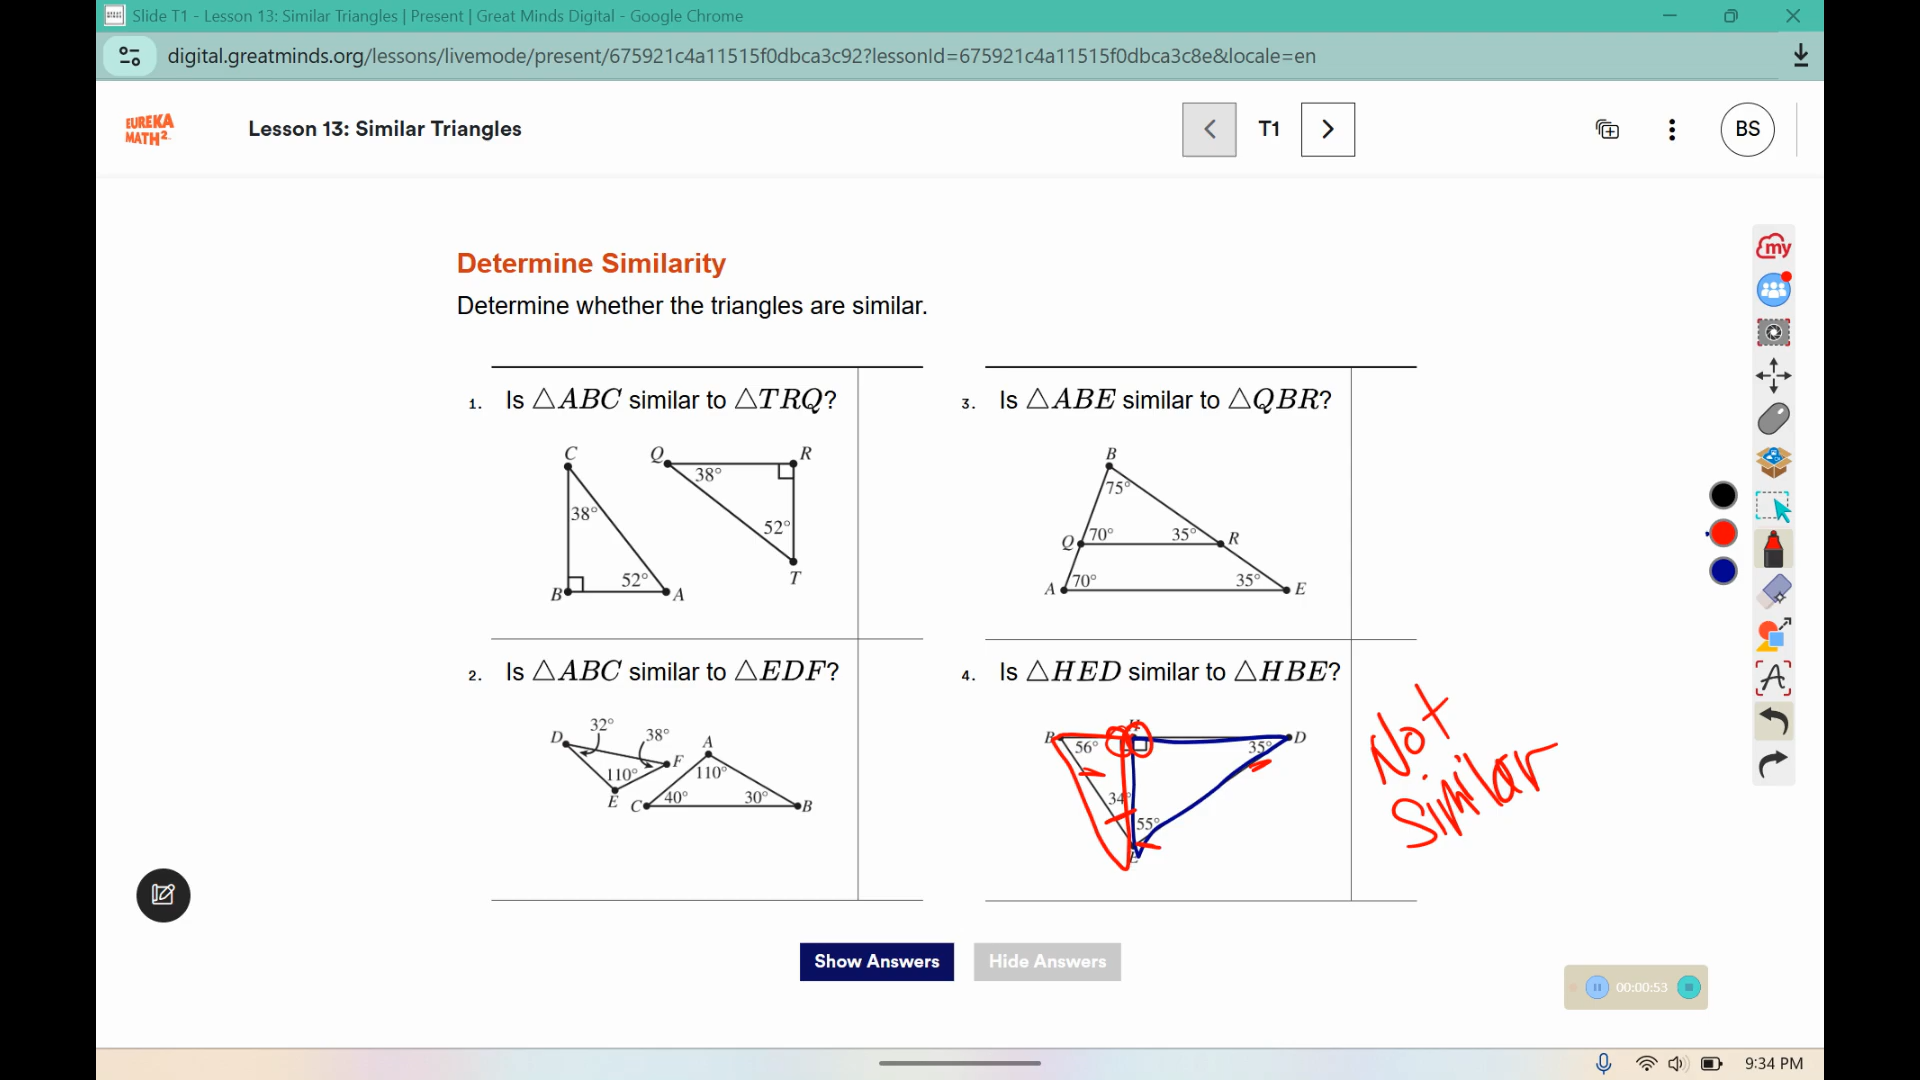 Slide T1 - Lesson 13: Similar Triangles | Present | Great Minds Digital - Google Chrome
digital.greatminds.org/lessons/livemode/present/675921c4a11515f0dbca3c92?lessonId=675921c4a11515f0dbca3c8e&locale=en
EUREKA
MATH²
Lesson 13: Similar Triangles
T1
BS
my
Determine Similarity
Determine whether the triangles are similar.
1. Is △ABC similar to △TRQ?
C
38°
B
52°
A
Q
38°
R
52°
T
3. Is △ABE similar to △QBR?
B
75°
Q 70° 35° R
A 70° 35° E
2. Is △ABC similar to △EDF?
D
32°
38°
F
110°
E
A
110°
C 40° 30° B
4. Is △HED similar to △HBE?
B 56° H 35° D
34°
55°
E
Not
Similar
A
Show Answers
Hide Answers
00:00:53
9:34 PM